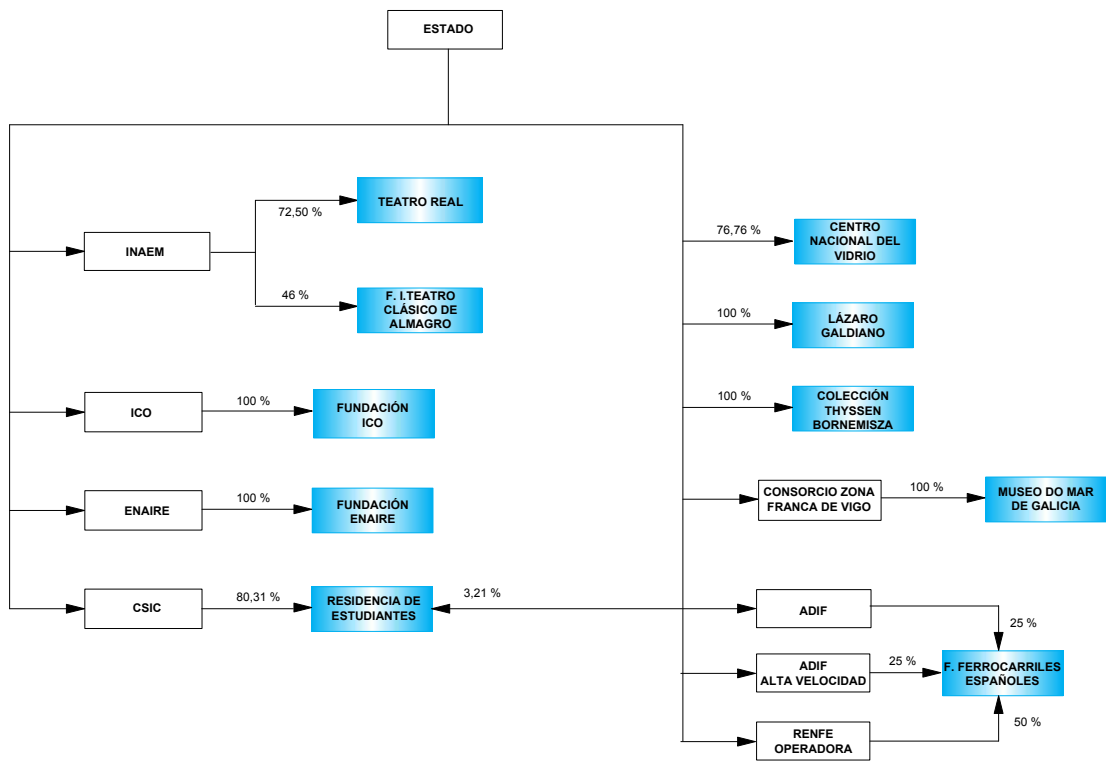 ESTADO
TEATRO REAL
72,50 %
INAEM
46 %
F. I.TEATRO
CLÁSICO DE
ALMAGRO
ICO
100 %
FUNDACIÓN
ICO
ENAIRE
100 %
FUNDACIÓN
ENAIRE
CSIC
80,31 %
RESIDENCIA DE
ESTUDIANTES
3,21 %
76,76 %
CENTRO
NACIONAL DEL
VIDRIO
100 %
LÁZARO
GALDIANO
100 %
COLECCIÓN
THYSSEN
BORNEMISZA
CONSORCIO ZONA
FRANCA DE VIGO
100 %
MUSEO DO MAR
DE GALICIA
ADIF
25 %
ADIF
ALTA VELOCIDAD
25 %
F. FERROCARRILES
ESPAÑOLES
RENFE
OPERADORA
50 %